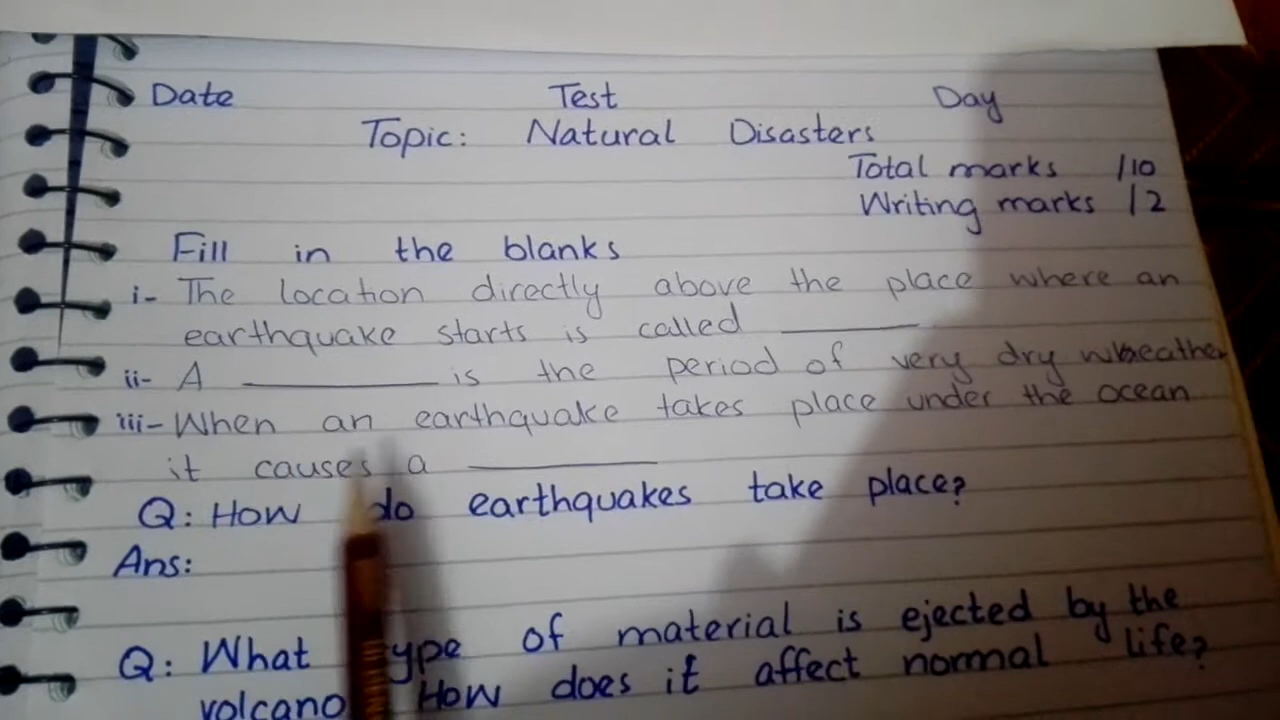 Date Test Day
Topic: Natural Disasters
Total marks /10
Writing marks /2
Fill in the blanks
i- The location directly above the place where an
earthquake starts is called ________
ii- A ________ is the period of very dry wheather
iii- When an earthquake takes place under the ocean
it causes a ________
Q: How do earthquakes take place?
Ans:
Q: What type of material is ejected by the
volcano How does it affect normal life?